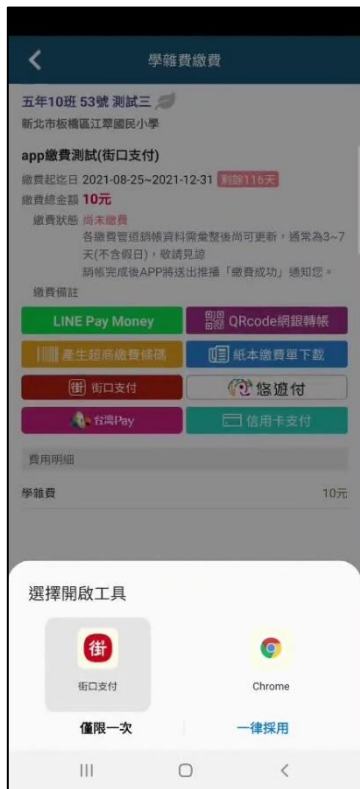 學雜費繳費
五年10班 53號 測試三
新北市板橋區江翠國民小學
app繳費測試(街口支付)
繳費起迄日 2021-08-25~2021-12-31 剩餘116天
繳費總金額 10元
繳費狀態 尚未繳費
各繳費管道銷帳資料需彙整後尚可更新，通常為3~7
天(不含假日)，敬請見諒
銷帳完成後APP將送出推播「繳費成功」通知您。
繳費備註
LINE Pay Money QRcode網銀轉帳
產生超商繳費條碼 紙本繳費單下載
街 街口支付 悠遊付
台灣Pay 信用卡支付
費用明細
學雜費 10元
選擇開啟工具
街
街口支付 Chrome
僅限一次 一律採用